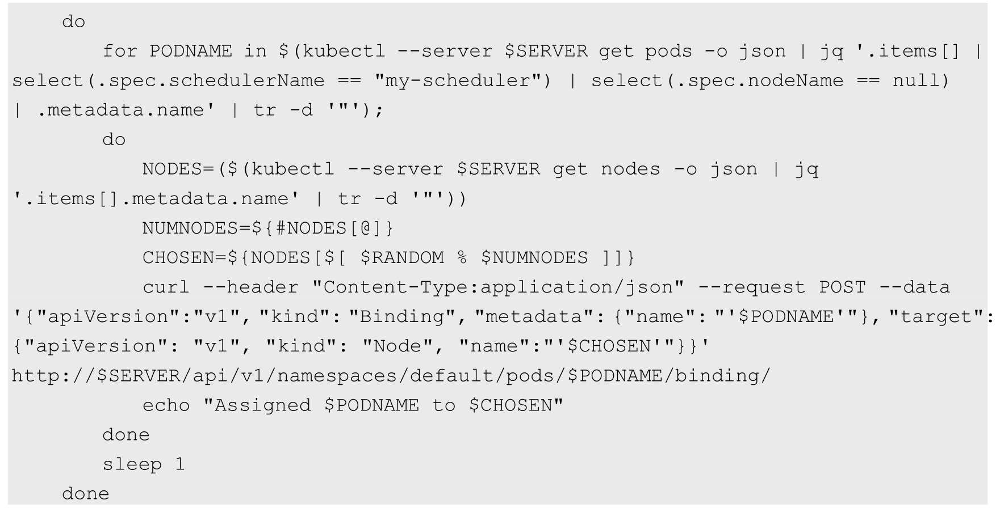 do
for PODNAME in $(kubectl --server $SERVER get pods -o json | jq '.items[] |
select(.spec.schedulerName == "my-scheduler") | select(.spec.nodeName == null)
| .metadata.name' | tr -d '"');
do
NODES=($(kubectl --server $SERVER get nodes -o json | jq
'.items[].metadata.name' | tr -d '"'))
NUMNODES=${#NODES[@]}
CHOSEN=${NODES[$[ $RANDOM % $NUMNODES ]]}
curl --header "Content-Type:application/json" --request POST --data
'{"apiVersion":"v1", "kind": "Binding", "metadata": {"name": "'$PODNAME'"}, "target":
{"apiVersion": "v1", "kind": "Node", "name":"'$CHOSEN'"}}'
http://$SERVER/api/v1/namespaces/default/pods/$PODNAME/binding/
echo "Assigned $PODNAME to $CHOSEN"
done
sleep 1
done